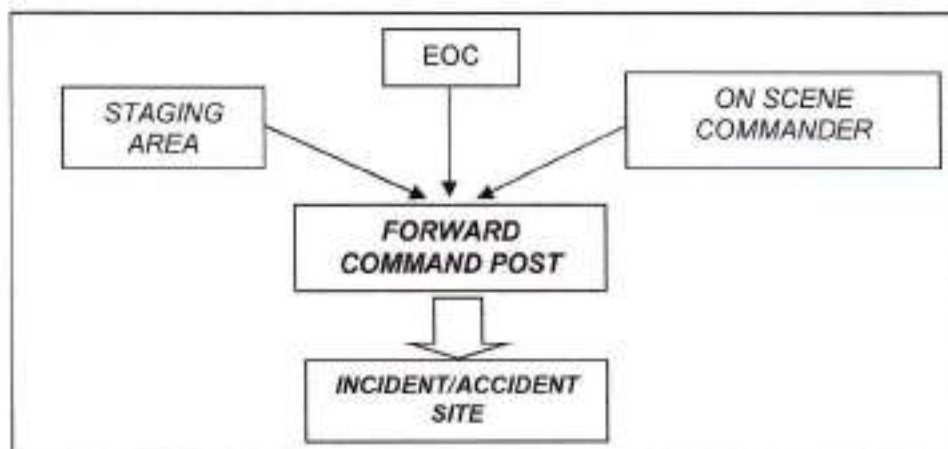 EOC
STAGING
AREA
ON SCENE
COMMANDER
FORWARD
COMMAND POST
INCIDENT/ACCIDENT
SITE